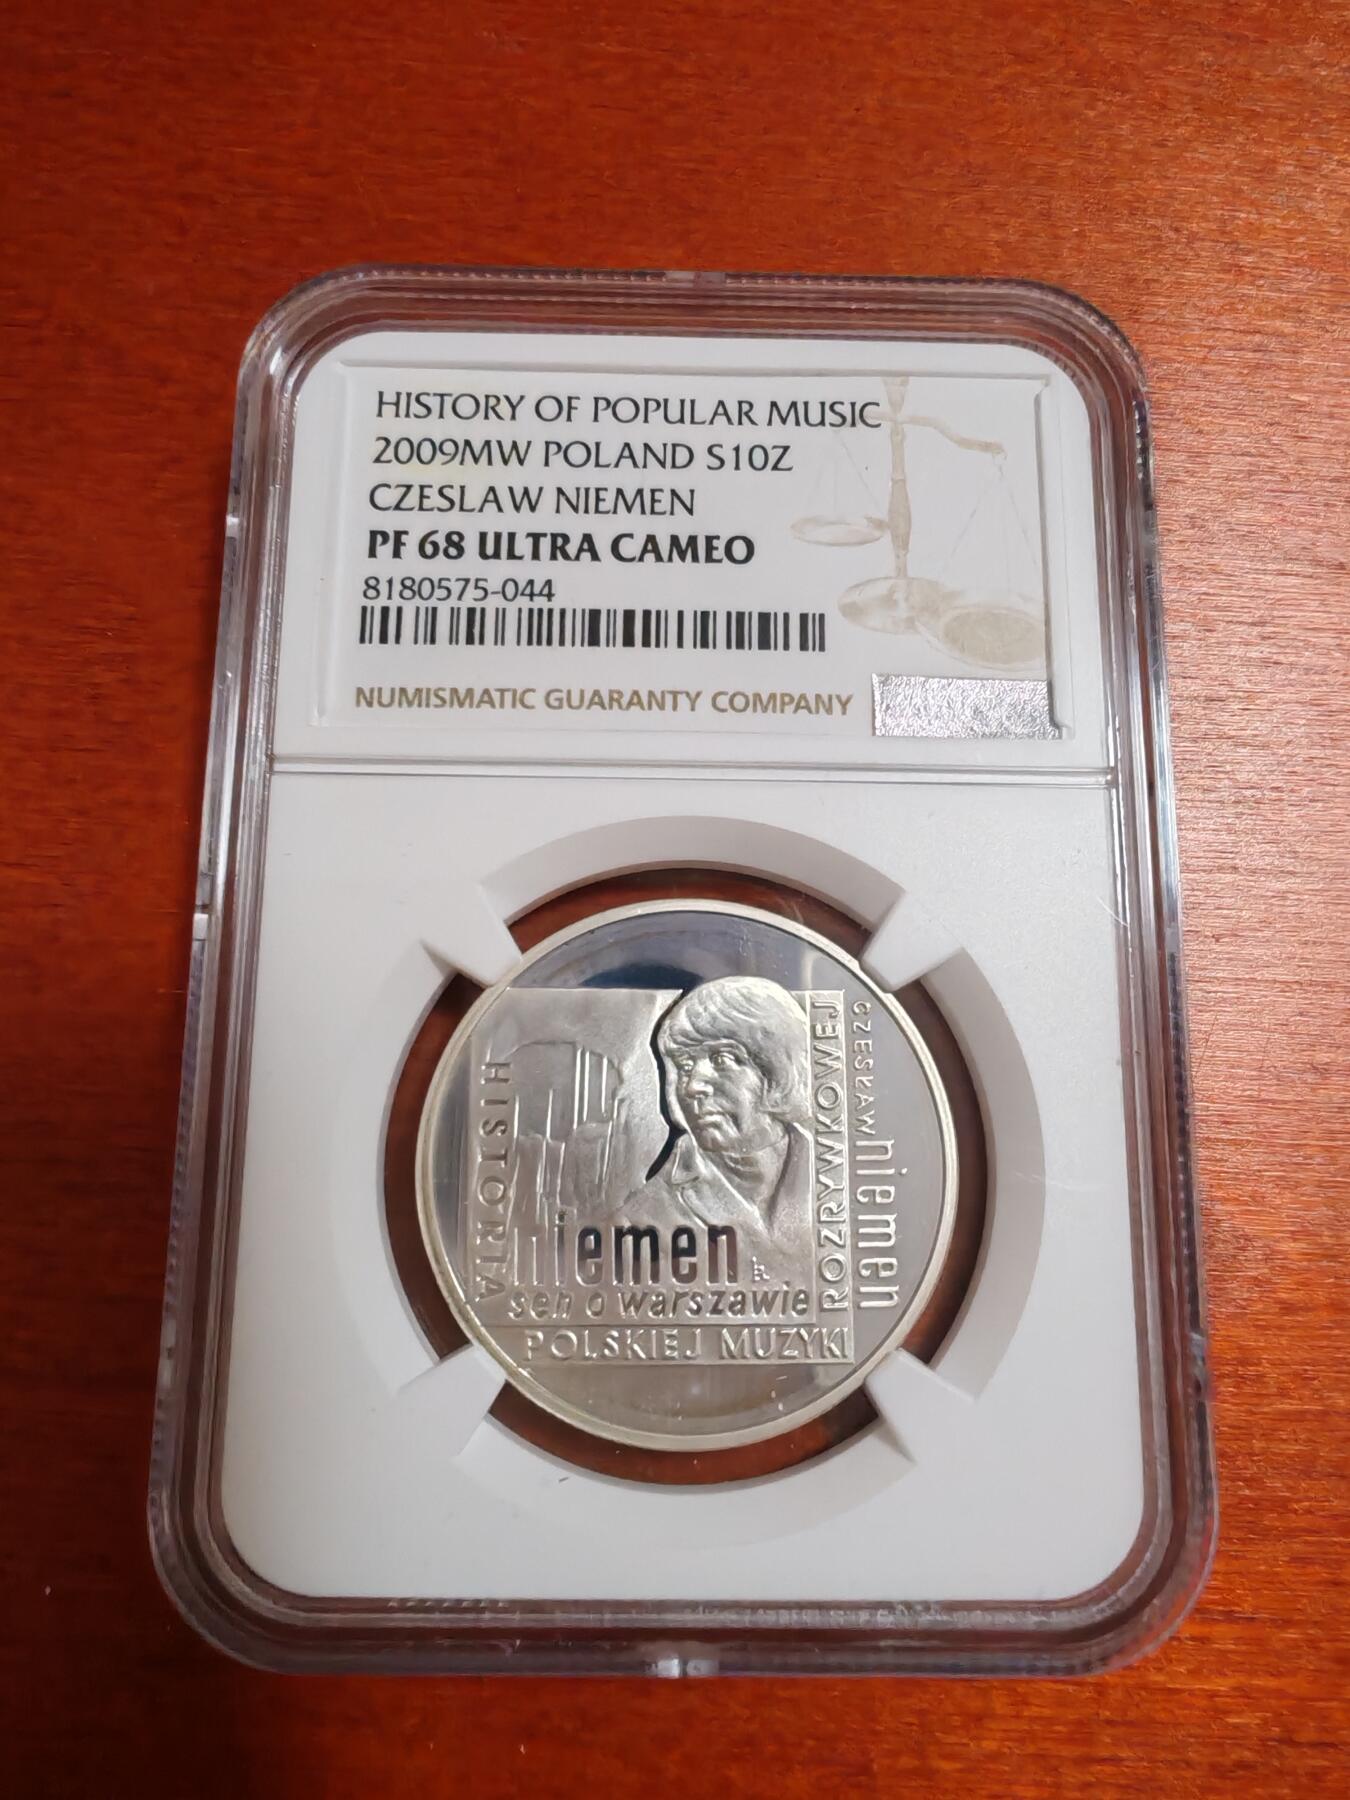 HISTORY OF POPULAR MUSIC
2009MW POLAND S10Z
CZESLAW NIEMEN
PF 68 ULTRA CAMEO
8180575-044
NUMISMATIC GUARANTY COMPANY
HISTORIA
niemen
sen o warszawie
POLSKIEJ MUZYKI
ROZRYWKOWEJ
CZESŁAW niemen